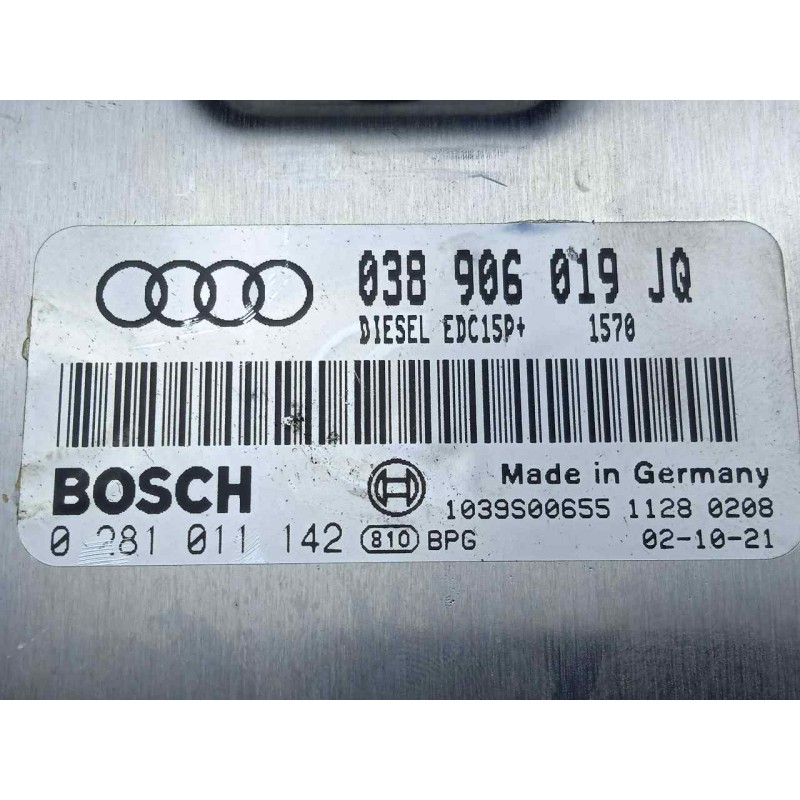 038 906 019 JQ
DIESEL EDC15P+ 1570
BOSCH
Made in Germany
1039S00655 1128 0208
0 281 011 142 810 BPG 02-10-21